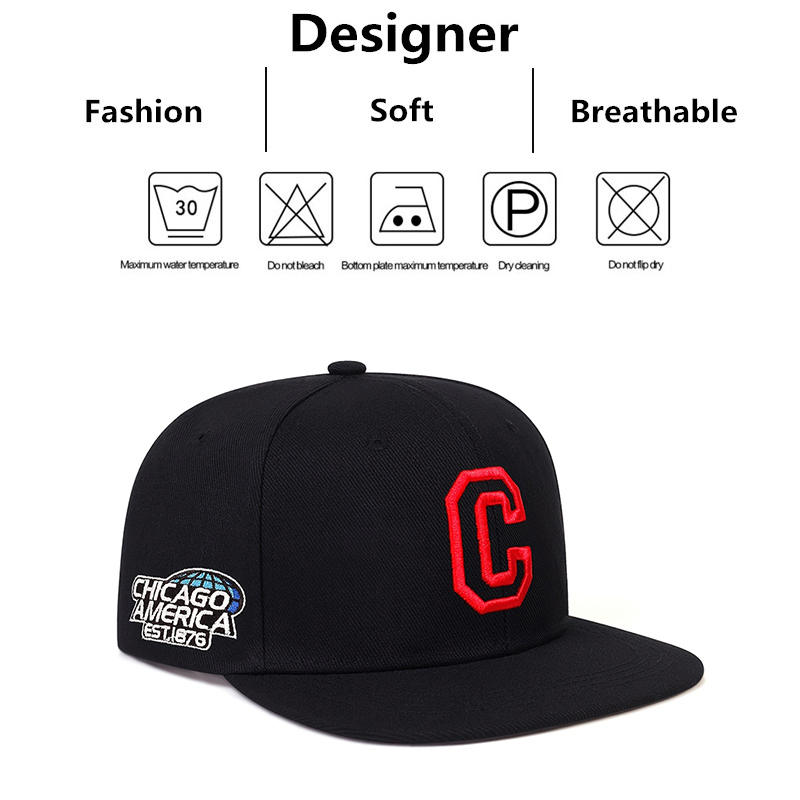 Designer
Fashion
Soft
Breathable
30
P
Maximum water temperature
Do not bleach
Bottom plate maximum temperature
Dry cleaning
Do not flip dry
C
CHICAGO
AMERICA
EST.1876